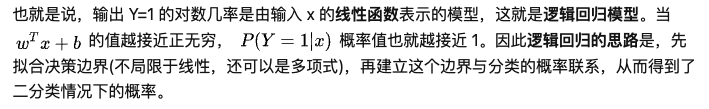 也就是说，输出 Y=1 的对数几率是由输入 x 的线性函数表示的模型，这就是逻辑回归模型。当
w^T x + b 的值越接近正无穷，P(Y = 1|x) 概率值也就越接近 1。因此逻辑回归的思路是，先
拟合决策边界(不局限于线性，还可以是多项式)，再建立这个边界与分类的概率联系，从而得到了
二分类情况下的概率。